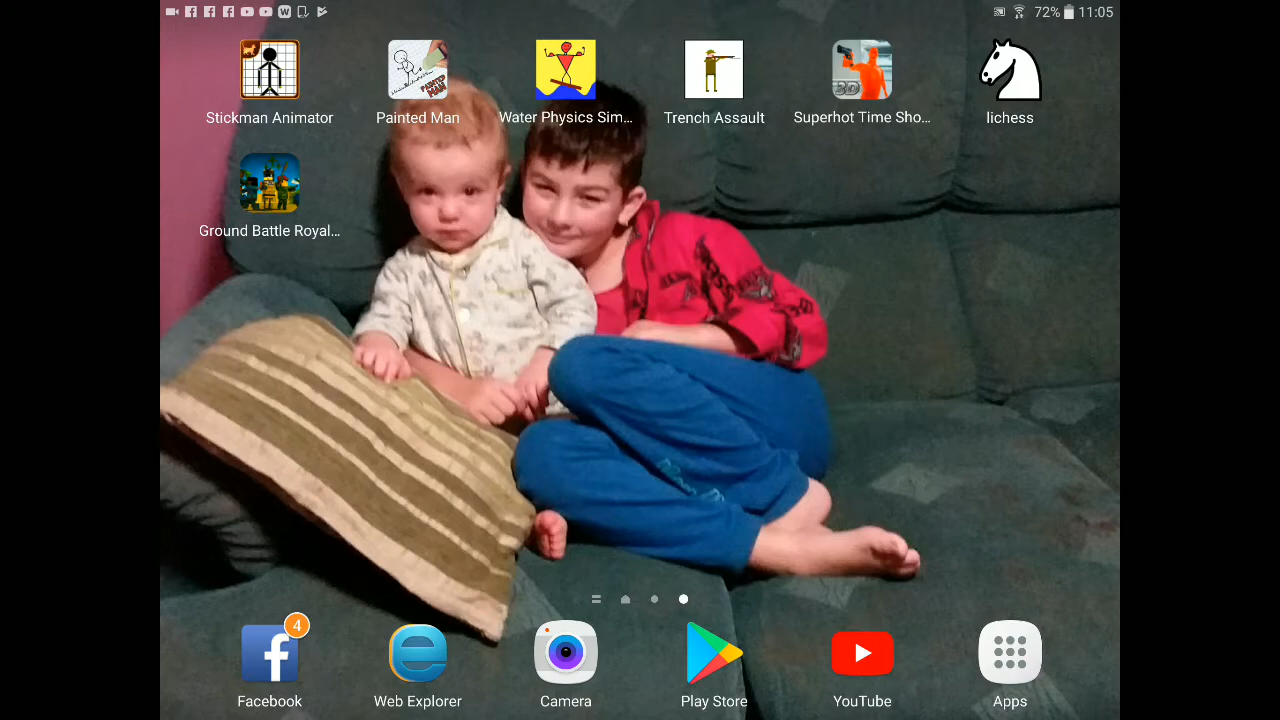 72% 11:05
Stickman Animator
Painted Man
Water Physics Sim...
Trench Assault
Superhot Time Sho...
lichess
Ground Battle Royal...
4
Facebook
Web Explorer
Camera
Play Store
YouTube
Apps